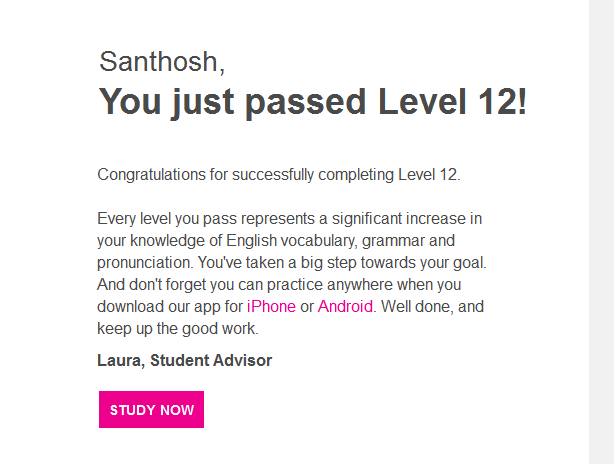 Santhosh,
You just passed Level 12!
Congratulations for successfully completing Level 12.
Every level you pass represents a significant increase in
your knowledge of English vocabulary, grammar and
pronunciation. You've taken a big step towards your goal.
And don't forget you can practice anywhere when you
download our app for iPhone or Android. Well done, and
keep up the good work.
Laura, Student Advisor
STUDY NOW